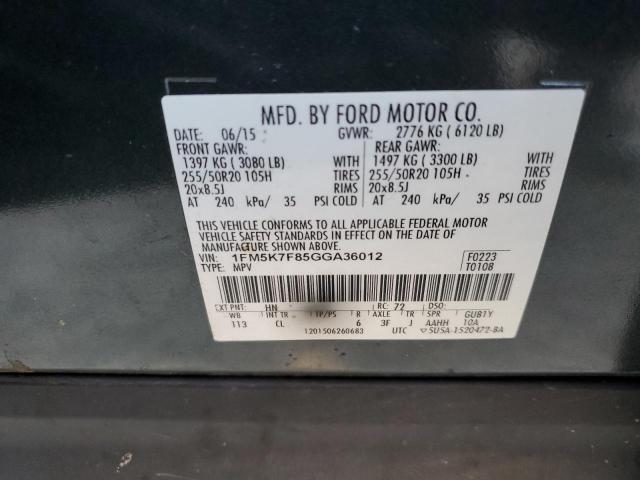 MFD. BY FORD MOTOR CO.
DATE: 06/15 GVWR: 2776 KG ( 6120 LB)
FRONT GAWR: REAR GAWR:
1397 KG ( 3080 LB) WITH 1497 KG ( 3300 LB) WITH
255/50R20 105H TIRES 255/50R20 105H TIRES
20x8.5J RIMS 20x8.5J RIMS
AT 240 kPa/ 35 PSI COLD AT 240 kPa/ 35 PSI COLD
THIS VEHICLE CONFORMS TO ALL APPLICABLE FEDERAL MOTOR
VEHICLE SAFETY STANDARDS IN EFFECT ON THE DATE OF
MANUFACTURE SHOWN ABOVE.
VIN: 1FM5K7F85GGA36012 F0223
TYPE: MPV T0108
EXT PNT: HN RC: 72 DSO:
WB INT TR TP/PS R AXLE TR SPR GUB1Y
113 CL 6 3F J AAHH 10A
1201506260683 UTC 5U5A-1520472-BA